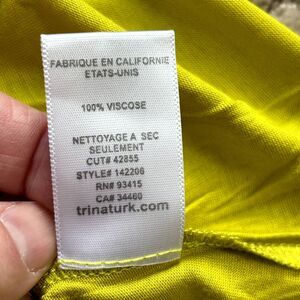 FABRIQUE EN CALIFORNIE
ETATS-UNIS
100% VISCOSE
NETTOYAGE A SEC
SEULEMENT
CUT# 42855
STYLE# 142206
RN# 93415
CA# 34460
trinaturk.com